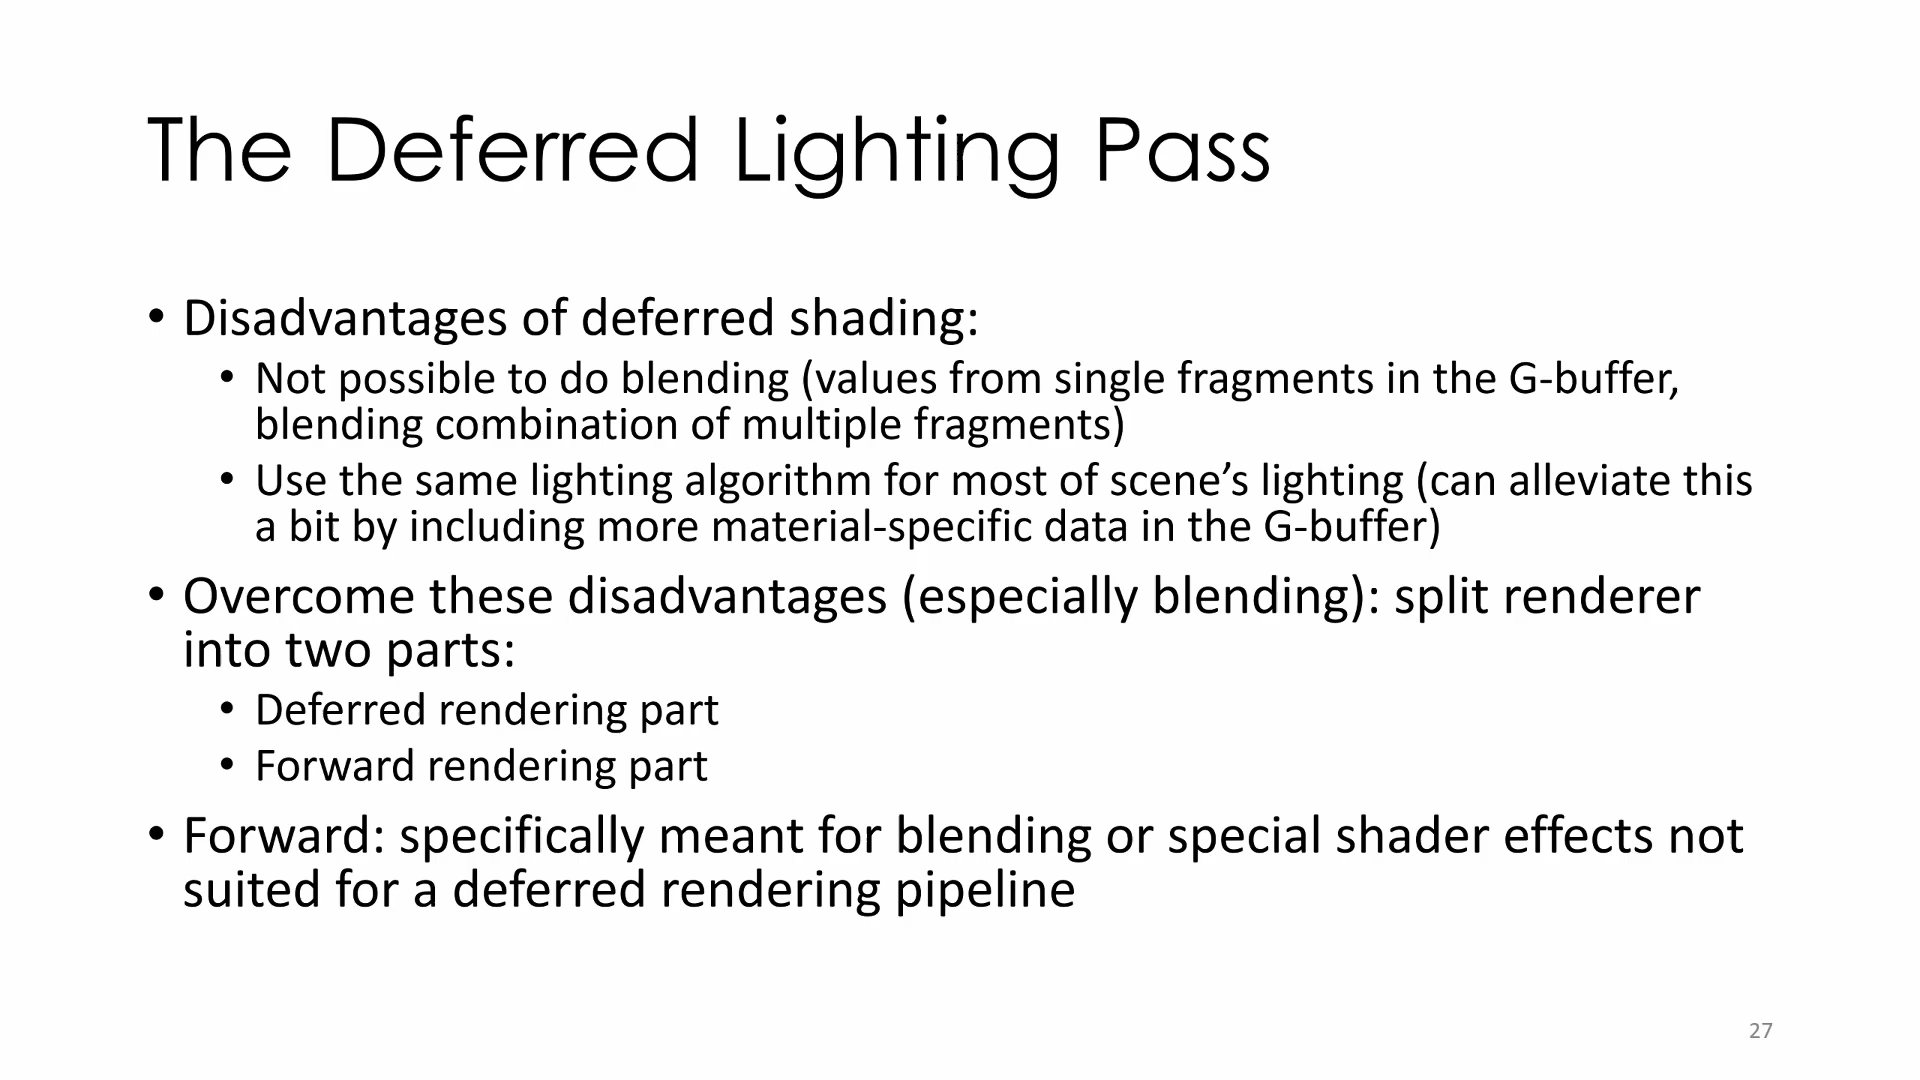 The Deferred Lighting Pass
• Disadvantages of deferred shading:
• Not possible to do blending (values from single fragments in the G-buffer,
blending combination of multiple fragments)
• Use the same lighting algorithm for most of scene’s lighting (can alleviate this
a bit by including more material-specific data in the G-buffer)
• Overcome these disadvantages (especially blending): split renderer
into two parts:
• Deferred rendering part
• Forward rendering part
• Forward: specifically meant for blending or special shader effects not
suited for a deferred rendering pipeline
27